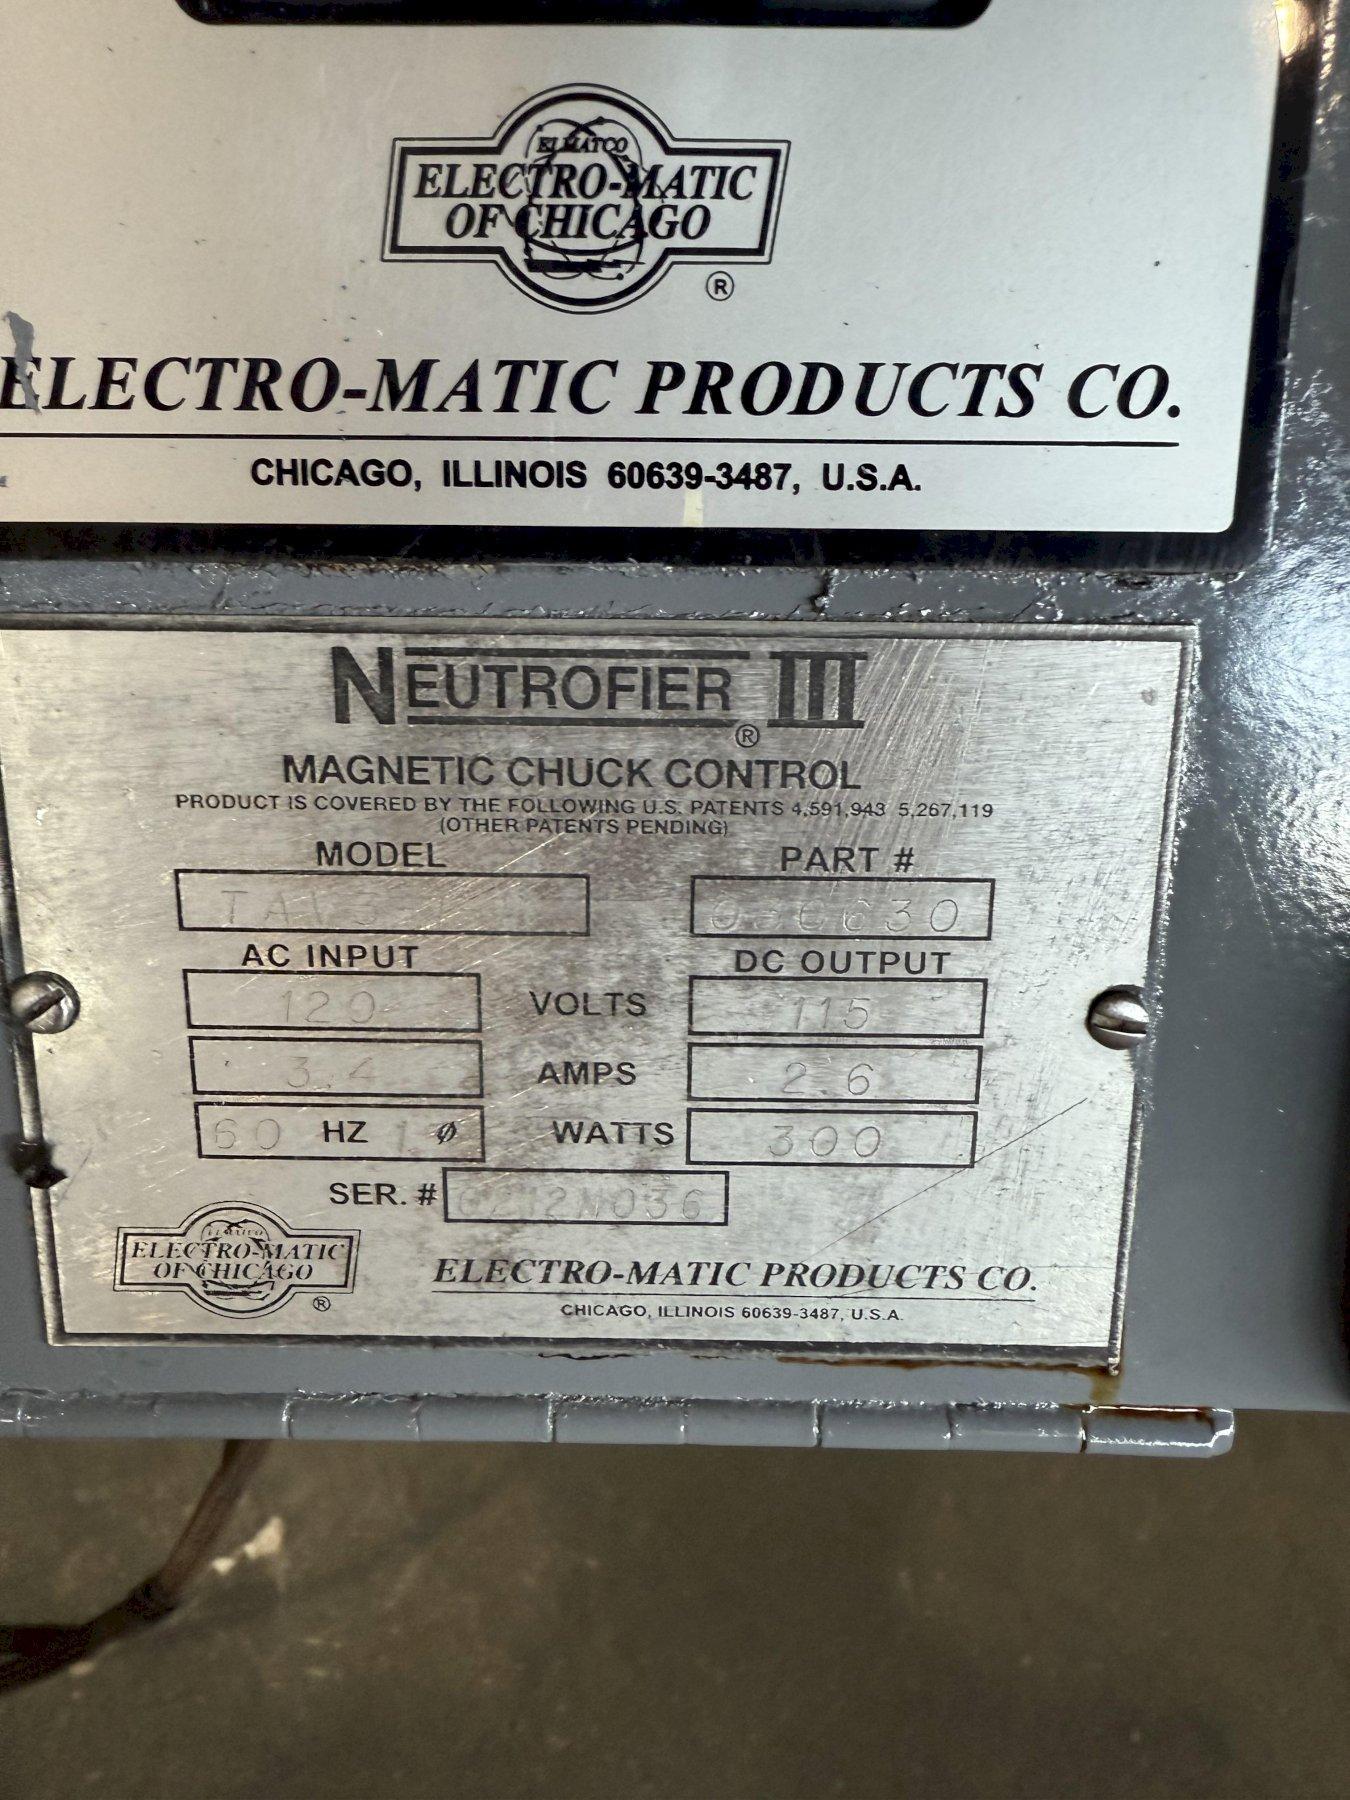 ELMATCO
ELECTRO-MATIC
OF CHICAGO
®
ELECTRO-MATIC PRODUCTS CO.
CHICAGO, ILLINOIS 60639-3487, U.S.A.
NEUTROFIER III
®
MAGNETIC CHUCK CONTROL
PRODUCT IS COVERED BY THE FOLLOWING U.S. PATENTS 4,591,943 5,267,119
(OTHER PATENTS PENDING)
MODEL PART #
AC INPUT DC OUTPUT
120 VOLTS 115
3.4 AMPS 2.6
60 HZ 1 Ø WATTS 300
SER. #
ELMATCO
ELECTRO-MATIC
OF CHICAGO
®
ELECTRO-MATIC PRODUCTS CO.
CHICAGO, ILLINOIS 60639-3487, U.S.A.